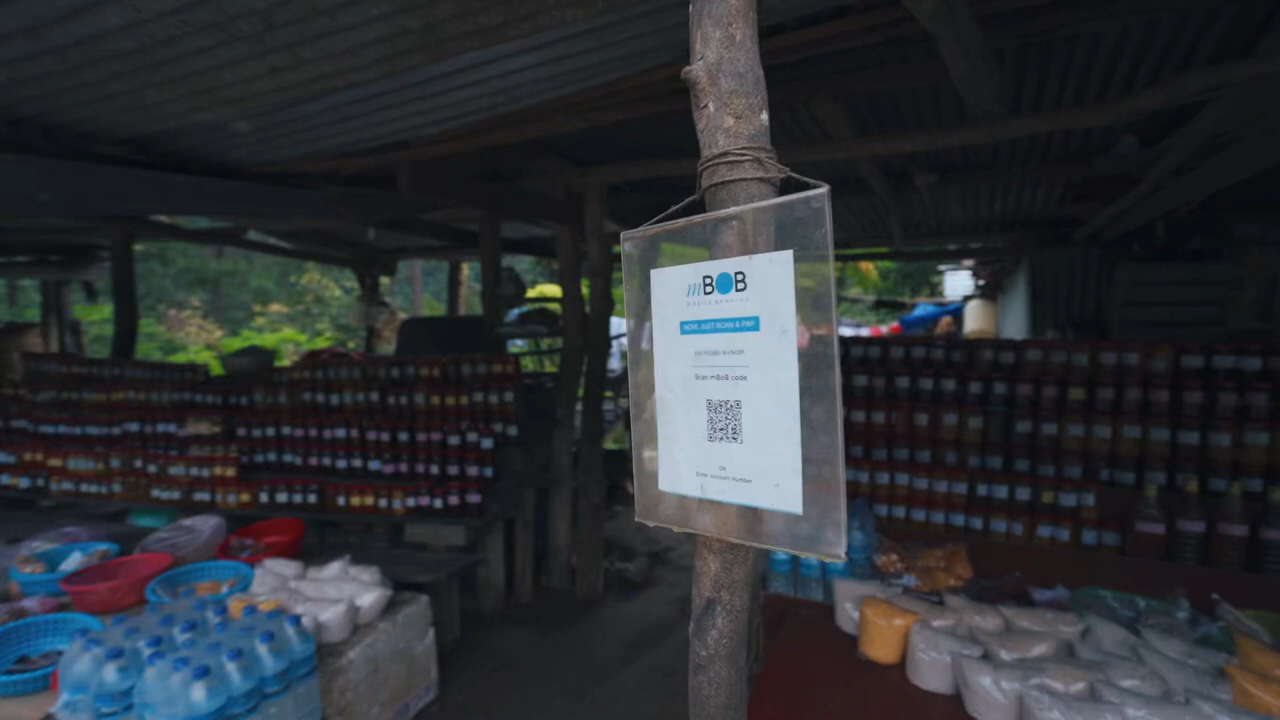 mBOB
MOBILE BANKING
NOW, JUST SCAN & PAY!
Scan mBoB code
OR
Enter Account Number